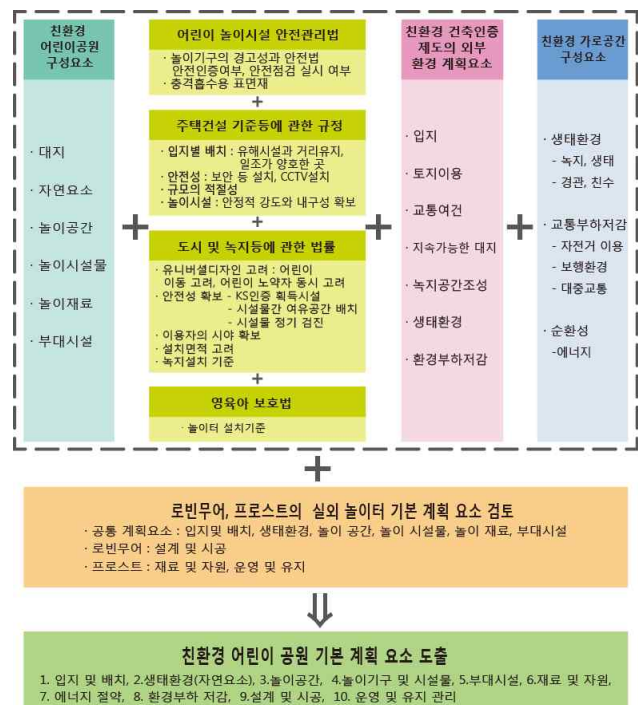 친환경
어린이공원
구성요소
· 대지
· 자연요소
· 놀이공간
· 놀이시설물
· 놀이재료
· 부대시설
+
어린이 놀이시설 안전관리법
· 놀이기구의 경고성과 안전법
안전인증여부, 안전점검 실시 여부
· 충격흡수용 표면재
+
주택건설 기준등에 관한 규정
· 입지별 배치 : 유해시설과 거리유지,
일조가 양호한 곳
· 안전성 : 보안 등 설치, CCTV설치
· 규모의 적절성
· 놀이시설 : 안정적 강도와 내구성 확보
+
도시 및 녹지등에 관한 법률
· 유니버설디자인 고려 : 어린이
이동 고려, 어린이 노약자 동시 고려
· 안전성 확보 - KS인증 획득시설
- 시설물간 여유공간 배치
- 시설물 정기 검진
· 이용자의 시야 확보
· 설치면적 고려
· 녹지설치 기준
+
영육아 보호법
· 놀이터 설치기준
+
친환경 건축인증
제도의 외부
환경 계획요소
· 입지
· 토지이용
· 교통여건
· 지속가능한 대지
· 녹지공간조성
· 생태환경
· 환경부하저감
+
친환경 가로공간
구성요소
· 생태환경
- 녹지, 생태
- 경관, 친수
· 교통부하저감
- 자전거 이용
- 보행환경
- 대중교통
· 순환성
-에너지
+
로빈무어, 프로스트의 실외 놀이터 기본 계획 요소 검토
· 공통 계획요소 : 입지및 배치, 생태환경, 놀이 공간, 놀이 시설물, 놀이 재료, 부대시설
· 로빈무어 : 설계 및 시공
· 프로스트 : 재료 및 자원, 운영 및 유지
⇓
친환경 어린이 공원 기본 계획 요소 도출
1. 입지 및 배치, 2.생태환경(자연요소), 3.놀이공간, 4.놀이기구 및 시설물, 5.부대시설, 6.재료 및 자원,
7. 에너지 절약, 8. 환경부하 저감, 9.설계 및 시공, 10. 운영 및 유지 관리